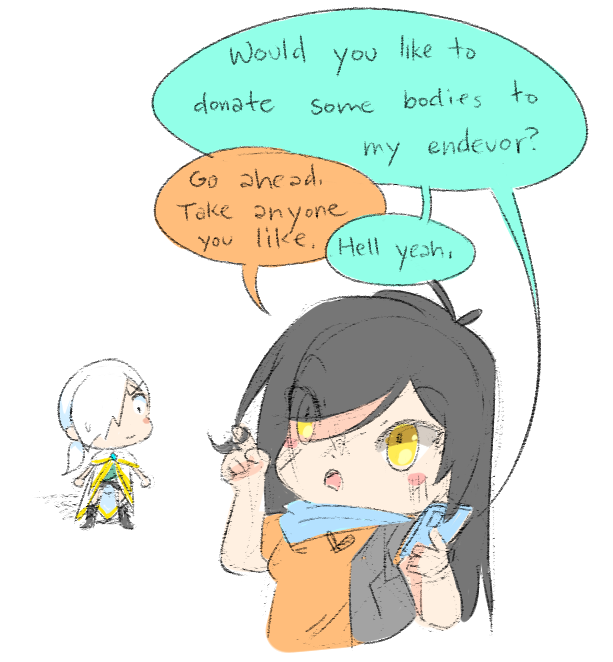 Would you like to
donate some bodies to
my endevor?
Go ahead.
Take anyone
you like.
Hell yeah.